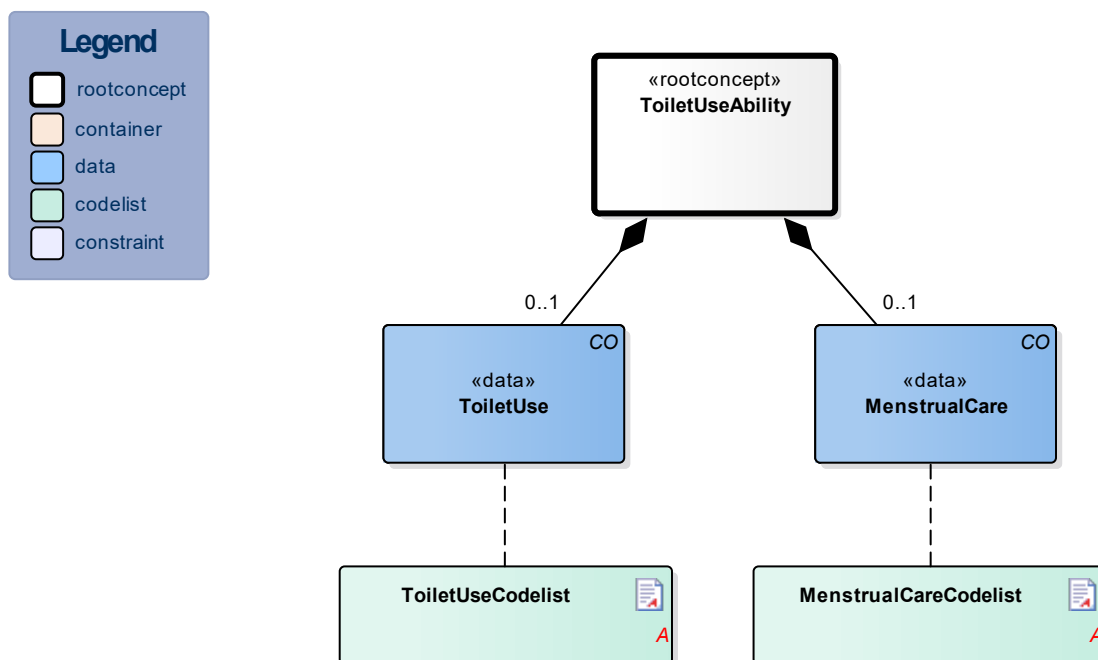 Legend
rootconcept
container
data
codelist
constraint
«rootconcept»
ToiletUseAbility
0..1
0..1
CO
«data»
ToiletUse
CO
«data»
MenstrualCare
ToiletUseCodelist
A
MenstrualCareCodelist
A